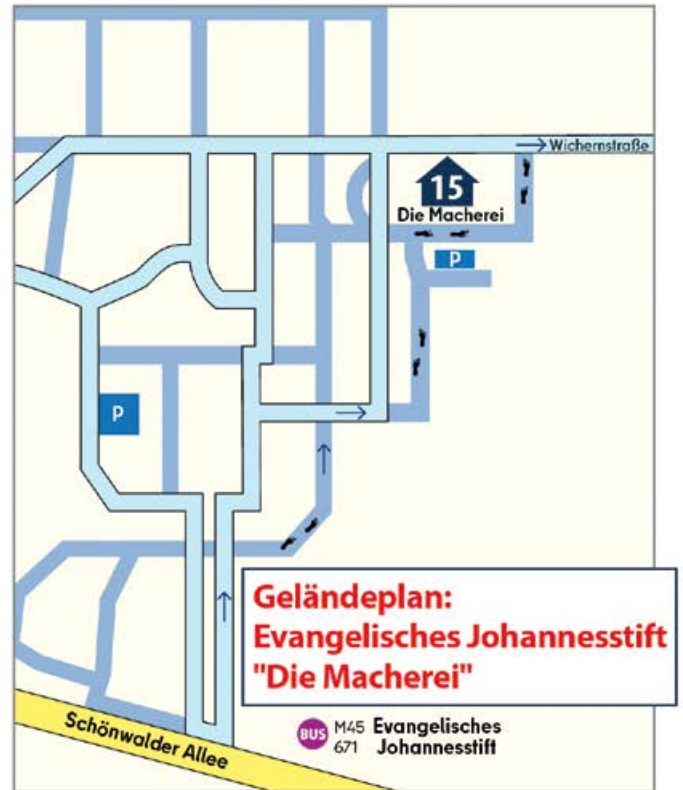 Wichernstraße
15
Die Macherei
P
P
Geländeplan:
Evangelisches Johannesstift
"Die Macherei"
Schönwalder Allee
BUS M45 Evangelisches
671 Johannesstift